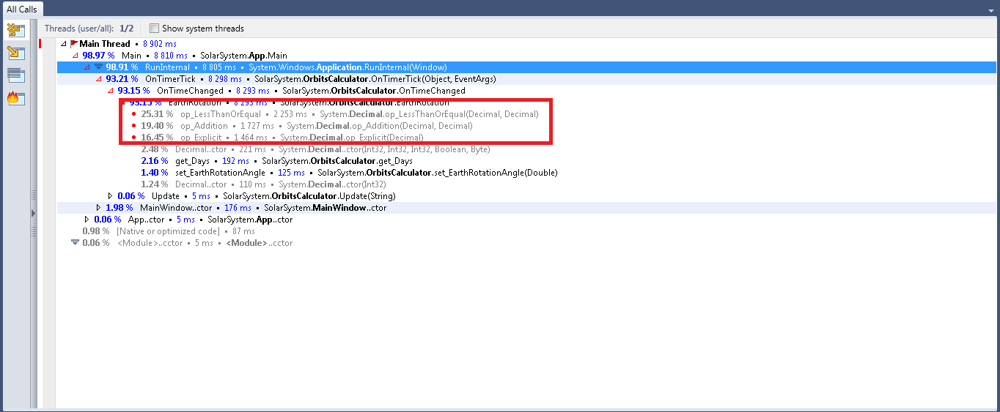 All Calls
Threads (user/all): 1/2 Show system threads
Main Thread • 8 902 ms
98.97 % Main • 8 810 ms • SolarSystem.App.Main
98.91 % RunInternal • 8 805 ms • System.Windows.Application.RunInternal(Window)
93.21 % OnTimerTick • 8 298 ms • SolarSystem.OrbitsCalculator.OnTimerTick(Object, EventArgs)
93.15 % OnTimeChanged • 8 293 ms • SolarSystem.OrbitsCalculator.OnTimeChanged
93.15 % EarthRotation • 8 293 ms • SolarSystem.OrbitsCalculator.EarthRotation
25.31 % op_LessThanOrEqual • 2 253 ms • System.Decimal.op_LessThanOrEqual(Decimal, Decimal)
19.40 % op_Addition • 1 727 ms • System.Decimal.op_Addition(Decimal, Decimal)
16.45 % op_Explicit • 1 464 ms • System.Decimal.op_Explicit(Decimal)
2.48 % Decimal..ctor • 221 ms • System.Decimal..ctor(Int32, Int32, Int32, Boolean, Byte)
2.16 % get_Days • 192 ms • SolarSystem.OrbitsCalculator.get_Days
1.40 % set_EarthRotationAngle • 125 ms • SolarSystem.OrbitsCalculator.set_EarthRotationAngle(Double)
1.24 % Decimal..ctor • 110 ms • System.Decimal..ctor(Int32)
0.06 % Update • 5 ms • SolarSystem.OrbitsCalculator.Update(String)
1.98 % MainWindow..ctor • 176 ms • SolarSystem.MainWindow..ctor
0.06 % App..ctor • 5 ms • SolarSystem.App..ctor
0.98 % [Native or optimized code] • 87 ms
0.06 % <Module>..cctor • 5 ms • <Module>..cctor